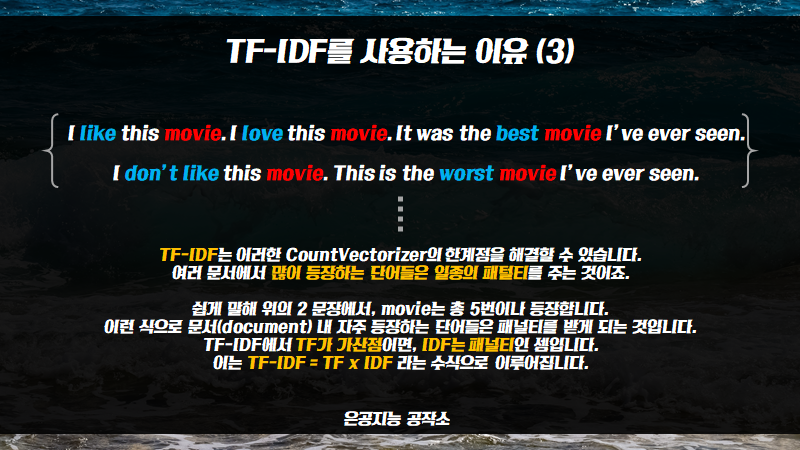 TF-IDF를 사용하는 이유 (3)
I like this movie. I love this movie. It was the best movie I've ever seen.
I don't like this movie. This is the worst movie I've ever seen.
TF-IDF는 이러한 CountVectorizer의 한계점을 해결할 수 있습니다.
여러 문서에서 많이 등장하는 단어들은 일종의 패털티를 주는 것이죠.
쉽게 말해 위의 2 문장에서, movie는 총 5번이나 등장합니다.
이런 식으로 문서(document) 내 자주 등장하는 단어들은 패널티를 받게 되는 것입니다.
TF-IDF에서 TF가 가산점이면, IDF는 패널티인 셈입니다.
이는 TF-IDF = TF x IDF 라는 수식으로 이루어집니다.
은공지능 공작소